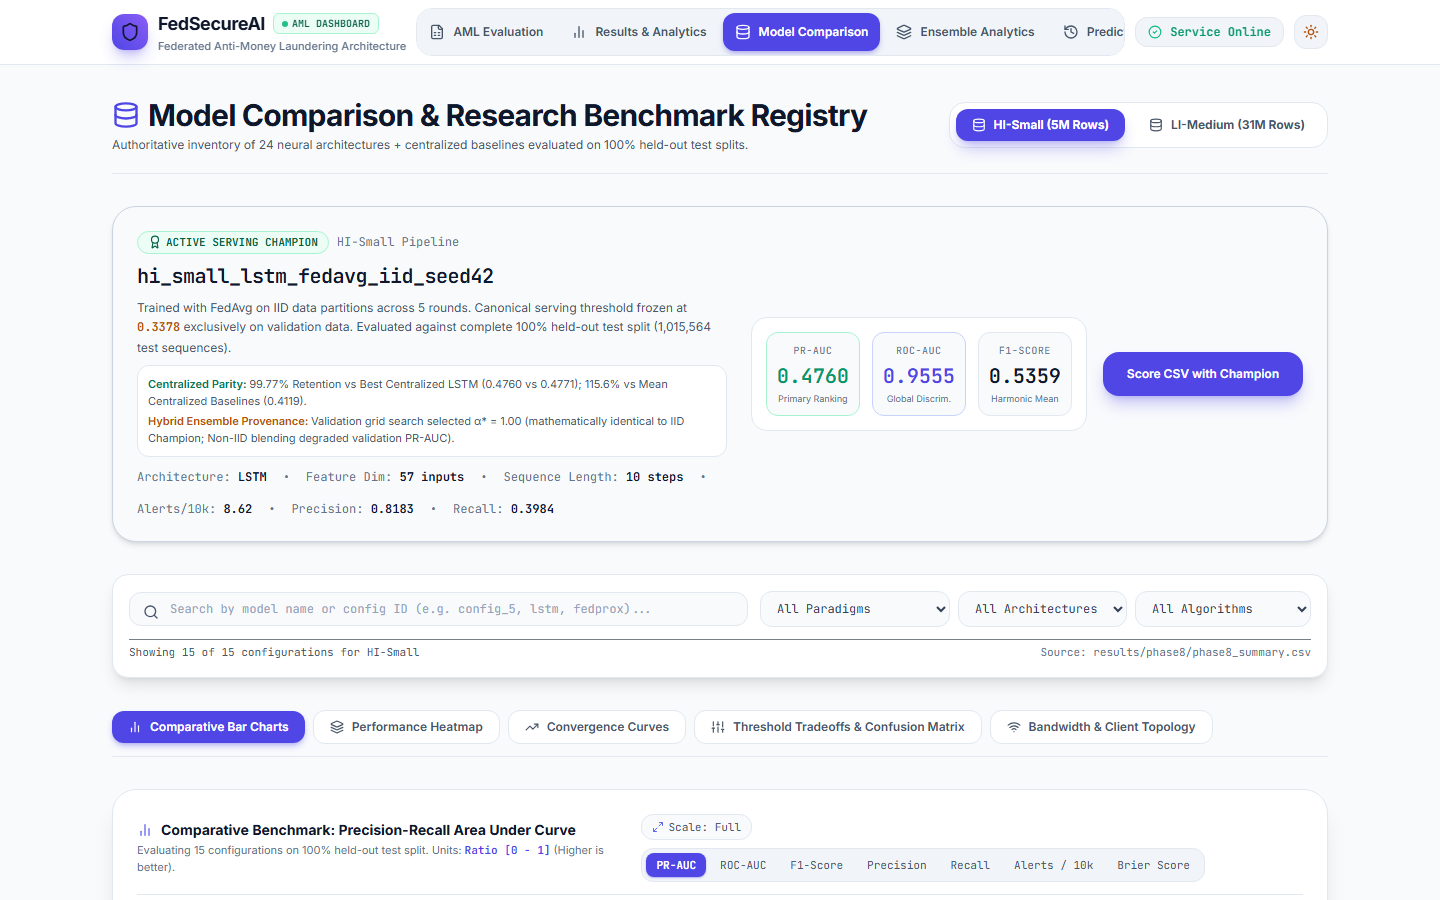 FedSecureAI
AML DASHBOARD
Federated Anti-Money Laundering Architecture
AML Evaluation
Results & Analytics
Model Comparison
Ensemble Analytics
Predic
Service Online
Model Comparison & Research Benchmark Registry
Authoritative inventory of 24 neural architectures + centralized baselines evaluated on 100% held-out test splits.
HI-Small (5M Rows)
LI-Medium (31M Rows)
ACTIVE SERVING CHAMPION
HI-Small Pipeline
hi_small_lstm_fedavg_iid_seed42
Trained with FedAvg on IID data partitions across 5 rounds. Canonical serving threshold frozen at
0.3378 exclusively on validation data. Evaluated against complete 100% held-out test split (1,015,564
test sequences).
Centralized Parity: 99.77% Retention vs Best Centralized LSTM (0.4760 vs 0.4771); 115.6% vs Mean
Centralized Baselines (0.4119).
Hybrid Ensemble Provenance: Validation grid search selected α* = 1.00 (mathematically identical to IID
Champion; Non-IID blending degraded validation PR-AUC).
Architecture: LSTM • Feature Dim: 57 inputs • Sequence Length: 10 steps •
Alerts/10k: 8.62 • Precision: 0.8183 • Recall: 0.3984
PR-AUC
0.4760
Primary Ranking
ROC-AUC
0.9555
Global Discrim.
F1-SCORE
0.5359
Harmonic Mean
Score CSV with Champion
Search by model name or config ID (e.g. config_5, lstm, fedprox)...
All Paradigms
All Architectures
All Algorithms
Showing 15 of 15 configurations for HI-Small
Source: results/phase8/phase8_summary.csv
Comparative Bar Charts
Performance Heatmap
Convergence Curves
Threshold Tradeoffs & Confusion Matrix
Bandwidth & Client Topology
Comparative Benchmark: Precision-Recall Area Under Curve
Evaluating 15 configurations on 100% held-out test split. Units: Ratio [0 - 1] (Higher is
better).
Scale: Full
PR-AUC
ROC-AUC
F1-Score
Precision
Recall
Alerts / 10k
Brier Score